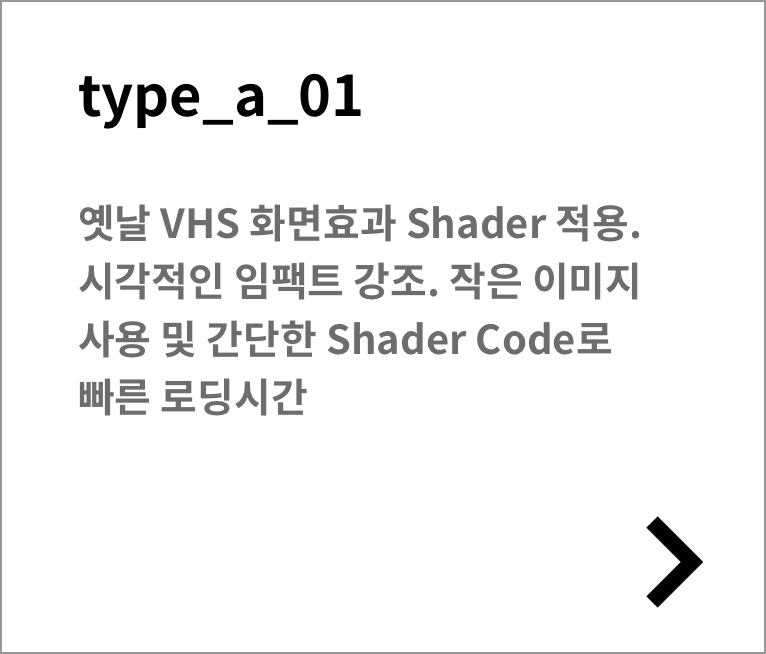 type_a_01
옛날 VHS 화면효과 Shader 적용.
시각적인 임팩트 강조. 작은 이미지
사용 및 간단한 Shader Code로
빠른 로딩시간